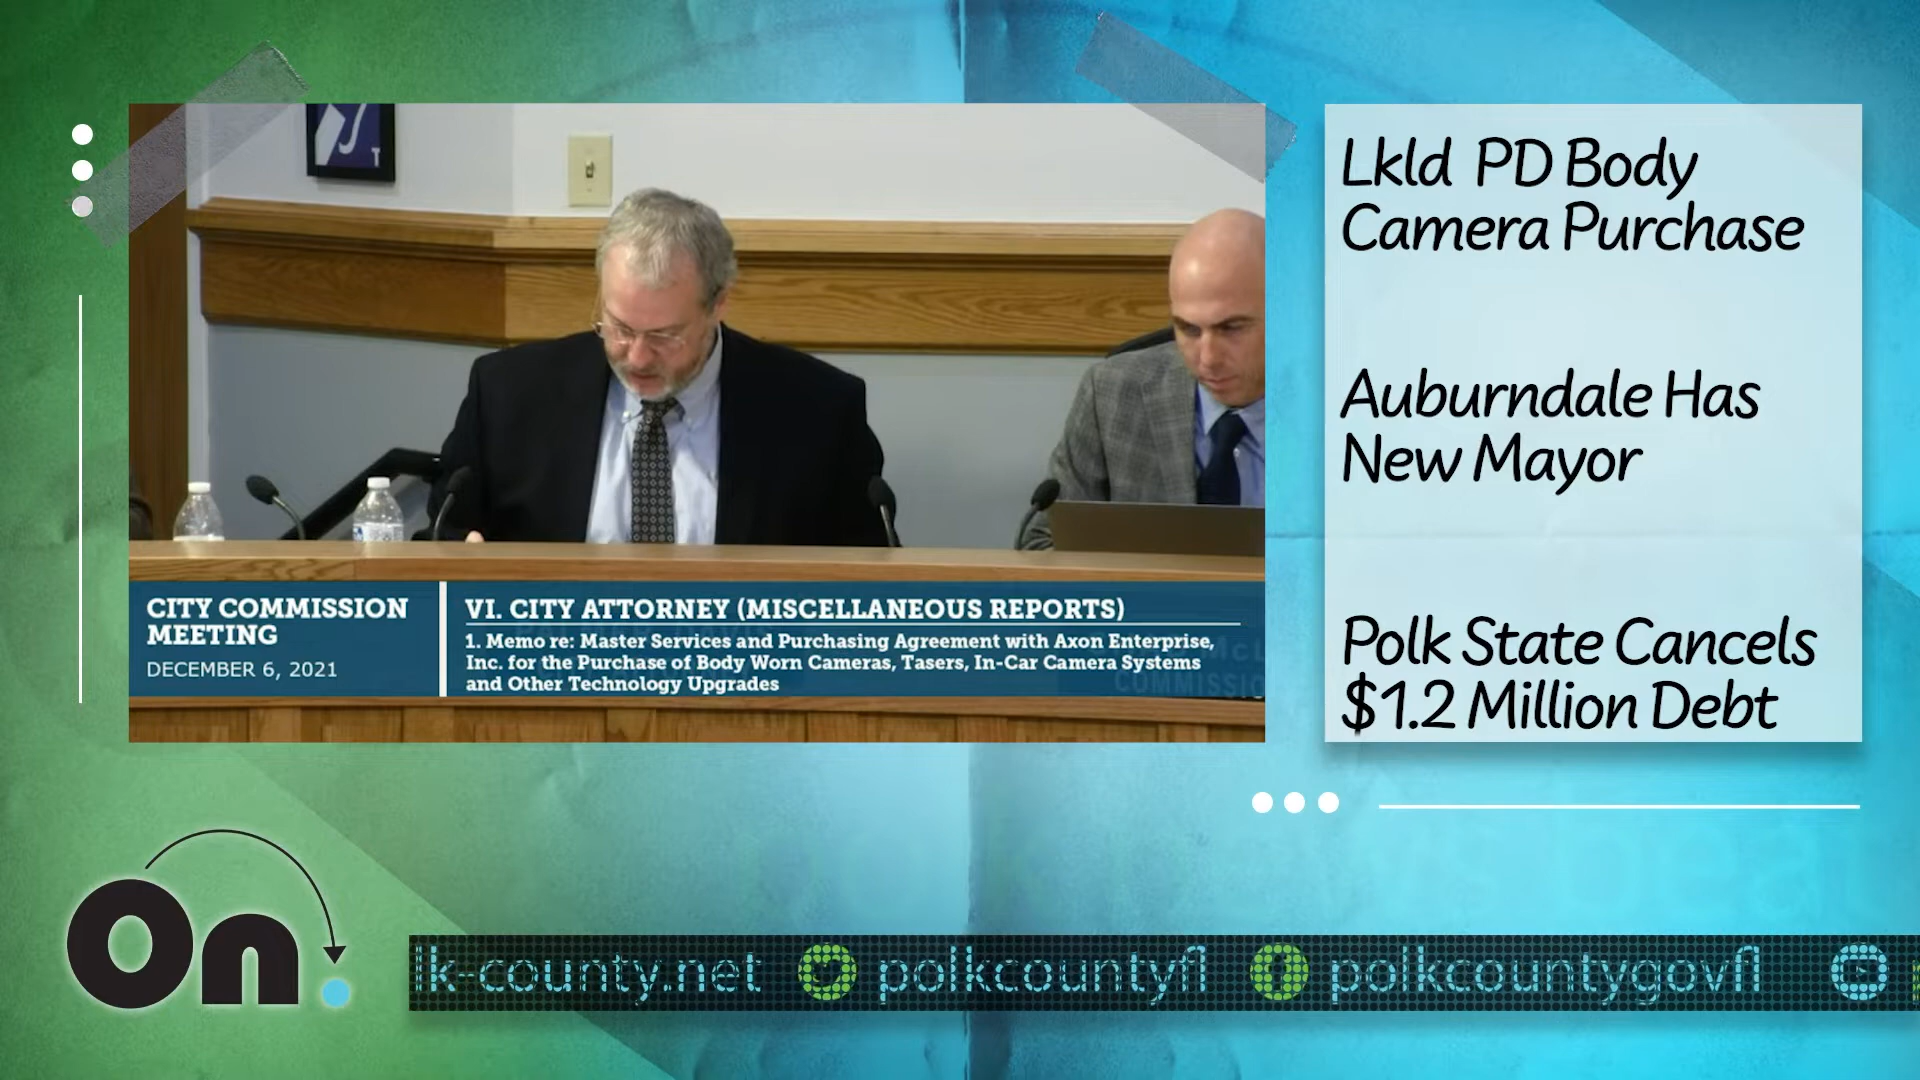 Lkld PD Body
Camera Purchase
Auburndale Has
New Mayor
Polk State Cancels
$1.2 Million Debt
T
CITY COMMISSION
MEETING
DECEMBER 6, 2021
VI. CITY ATTORNEY (MISCELLANEOUS REPORTS)
1. Memo re: Master Services and Purchasing Agreement with Axon Enterprise,
Inc. for the Purchase of Body Worn Cameras, Tasers, In-Car Camera Systems
and Other Technology Upgrades
On.
lk-county.net polkcountyfl polkcountygovfl